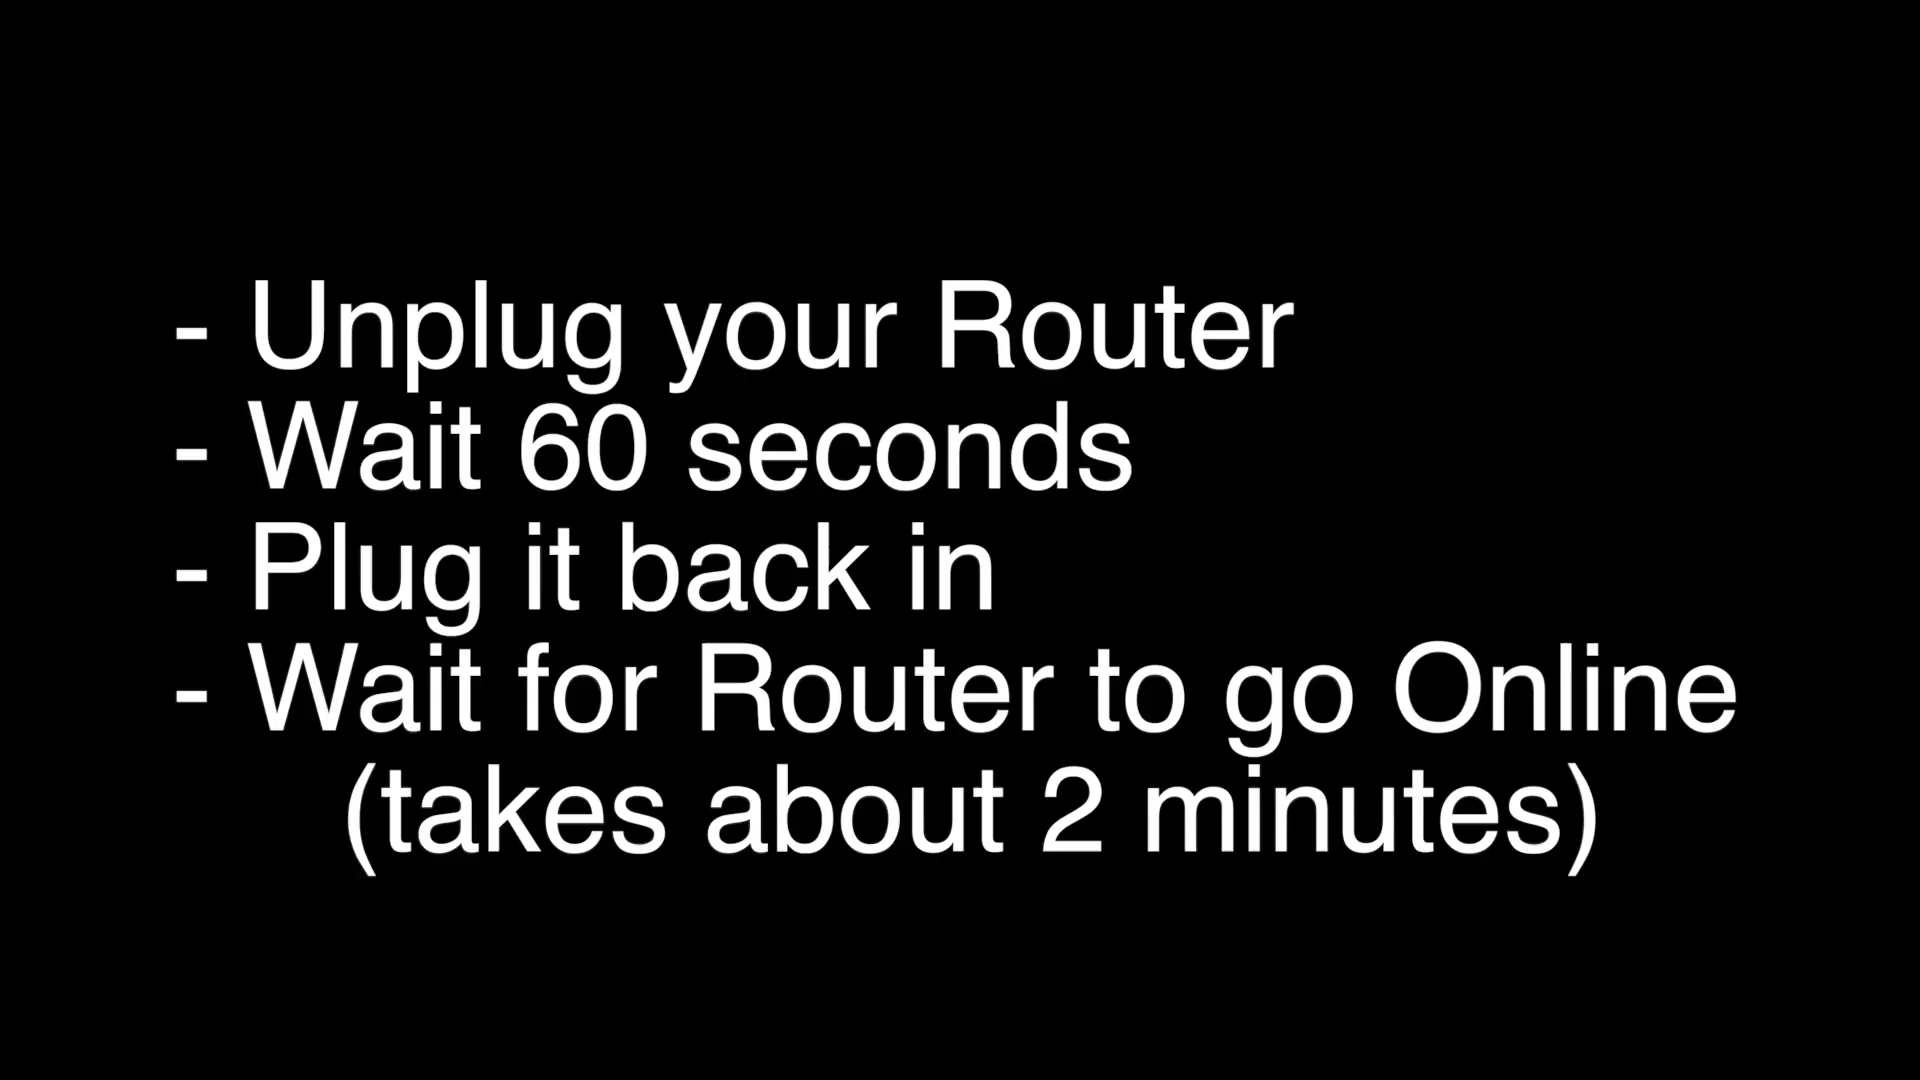 - Unplug your Router
- Wait 60 seconds
- Plug it back in
- Wait for Router to go Online
(takes about 2 minutes)